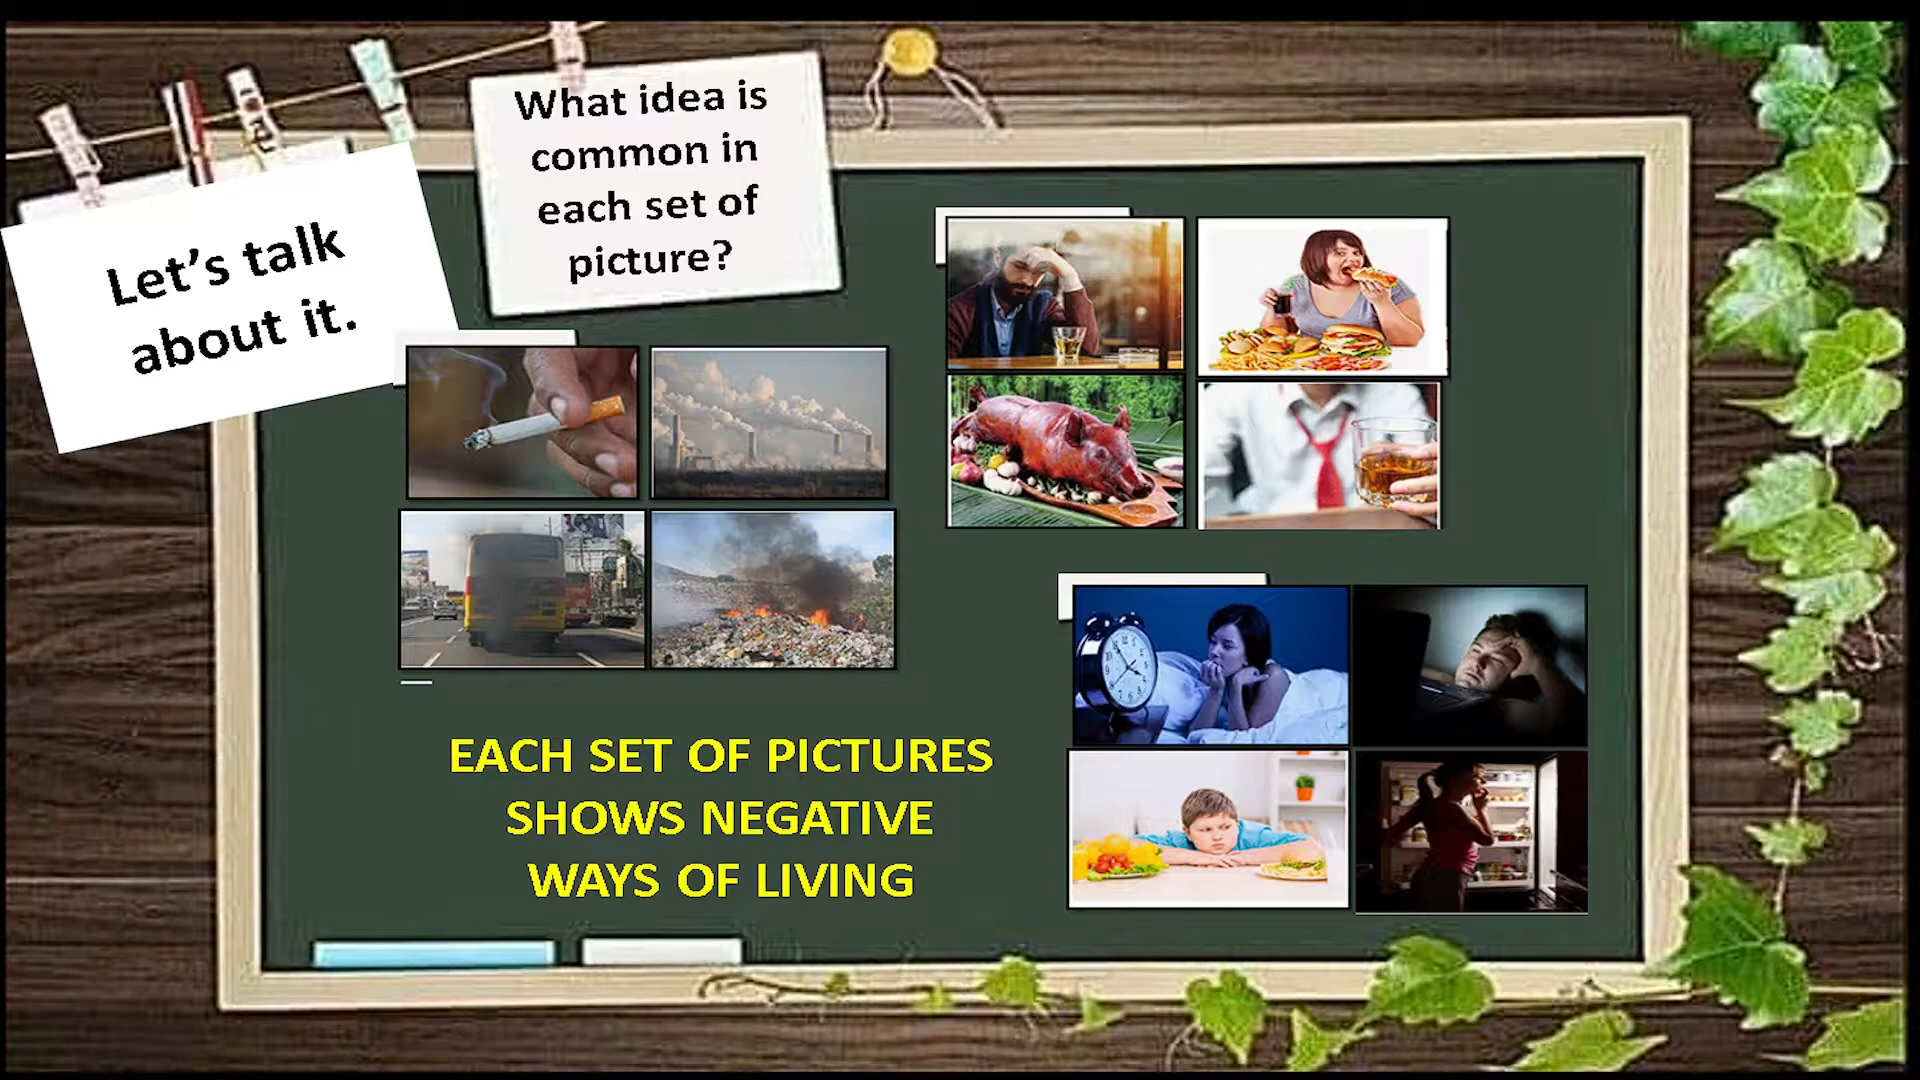 Let's talk
about it.
What idea is
common in
each set of
picture?
EACH SET OF PICTURES
SHOWS NEGATIVE
WAYS OF LIVING